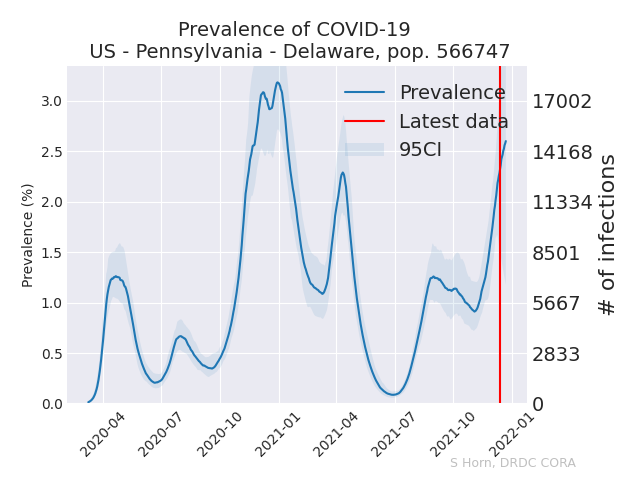 Prevalence of COVID-19
US - Pennsylvania - Delaware, pop. 566747
Prevalence
Latest data
95CI
3.0
2.5
2.0
1.5
1.0
0.5
0.0
Prevalence (%)
17002
14168
11334
8501
5667
2833
0
# of infections
2020-04
2020-07
2020-10
2021-01
2021-04
2021-07
2021-10
2022-01
S Horn, DRDC CORA